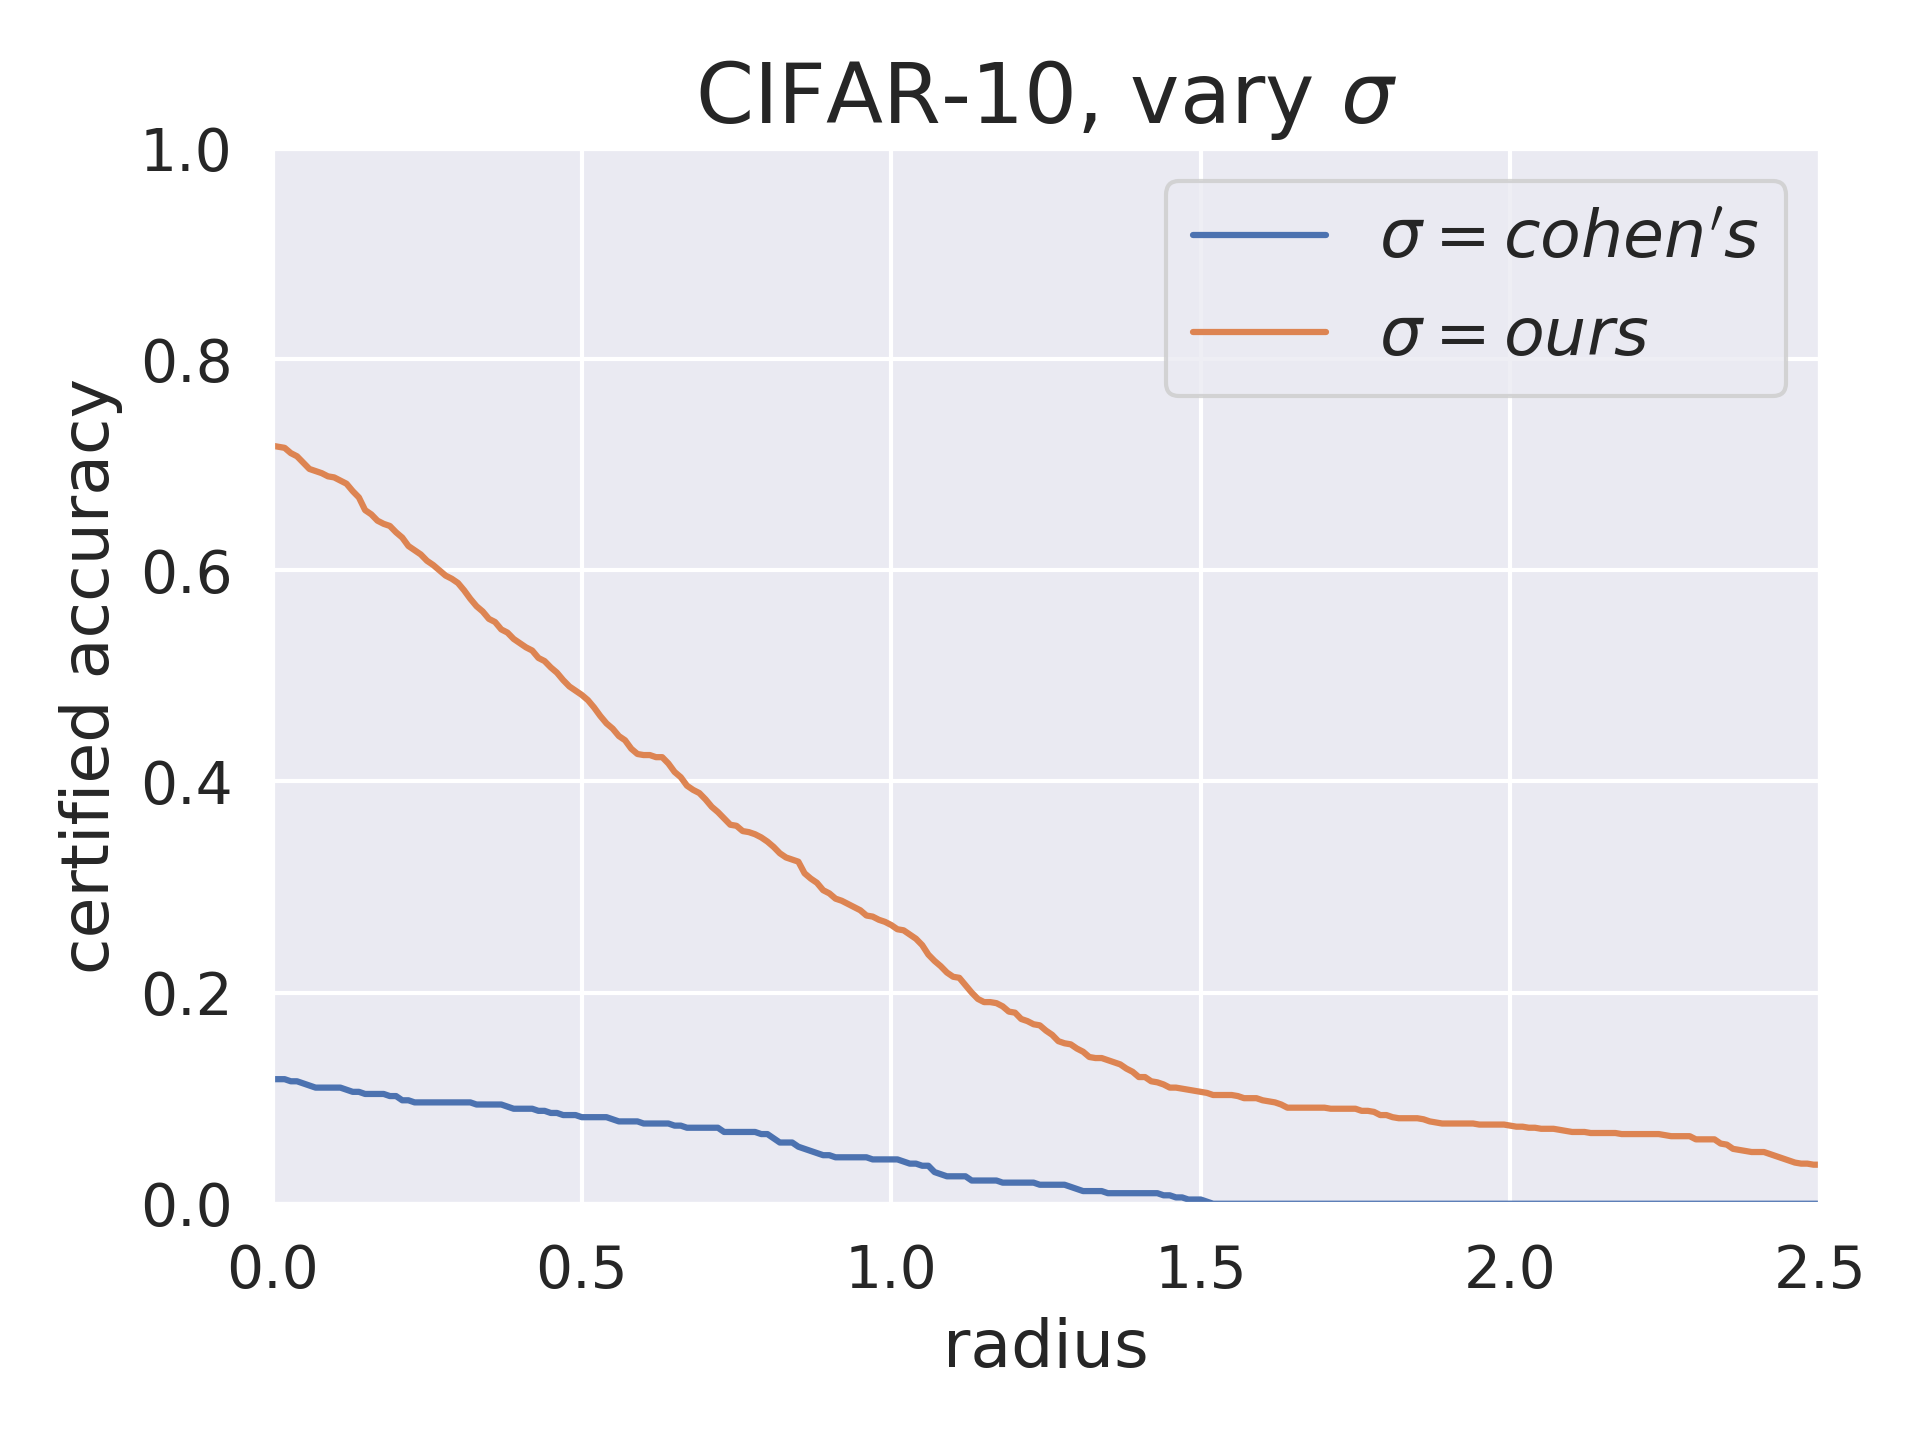 CIFAR-10, vary σ
1.0
0.8
0.6
0.4
0.2
0.0
certified accuracy
σ = cohen's
σ = ours
0.0 0.5 1.0 1.5 2.0 2.5
radius